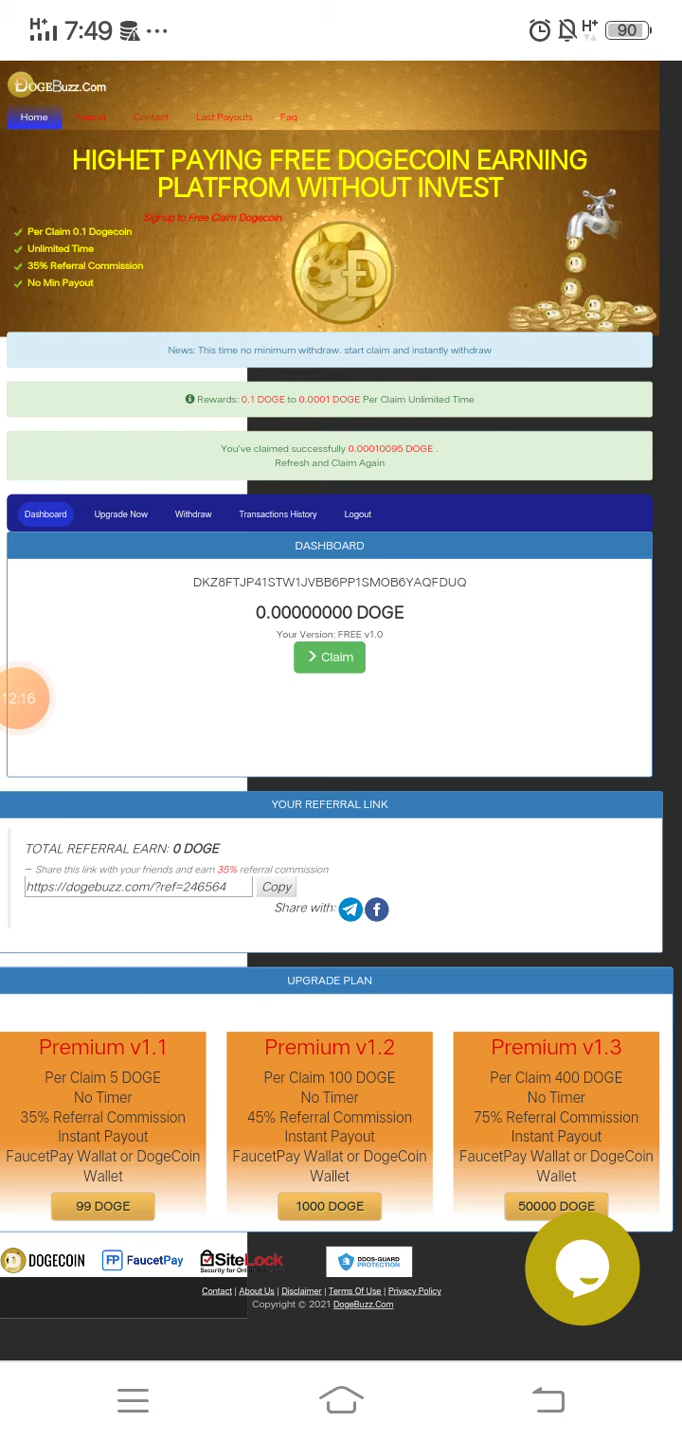 H+ 7:49 ... H+ 90
DOGEBUZZ.COM
Home Faucet Contact Last Payouts Faq
HIGHET PAYING FREE DOGECOIN EARNING
PLATFROM WITHOUT INVEST
Sighup to Free Claim Dogecoin
Per Claim 0.1 Dogecoin
Unlimited Time
35% Referral Commission
No Min Payout
News: This time no minimum withdraw. start claim and instantly withdraw
Rewards: 0.1 DOGE to 0.0001 DOGE Per Claim Unlimited Time
You've claimed successfully 0.00010095 DOGE .
Refresh and Claim Again
Dashboard Upgrade Now Withdraw Transactions History Logout
DASHBOARD
DKZ8FTJP41STW1JVBB6PP1SMOB6YAQFDUQ
0.00000000 DOGE
Your Version: FREE v1.0
Claim
12:16
YOUR REFERRAL LINK
TOTAL REFERRAL EARN: 0 DOGE
– Share this link with your friends and earn 35% referral commission
https://dogebuzz.com/?ref=246564 Copy
Share with:
UPGRADE PLAN
Premium v1.1 Premium v1.2 Premium v1.3
Per Claim 5 DOGE Per Claim 100 DOGE Per Claim 400 DOGE
No Timer No Timer No Timer
35% Referral Commission 45% Referral Commission 75% Referral Commission
Instant Payout Instant Payout Instant Payout
FaucetPay Wallat or DogeCoin FaucetPay Wallat or DogeCoin FaucetPay Wallat or DogeCoin
Wallet Wallet Wallet
99 DOGE 1000 DOGE 50000 DOGE
DOGECOIN FP FaucetPay SiteLock DDOS-GUARD
Security for Online PROTECTION
Contact | About Us | Disclaimer | Terms Of Use | Privacy Policy
Copyright © 2021 DogeBuzz.Com